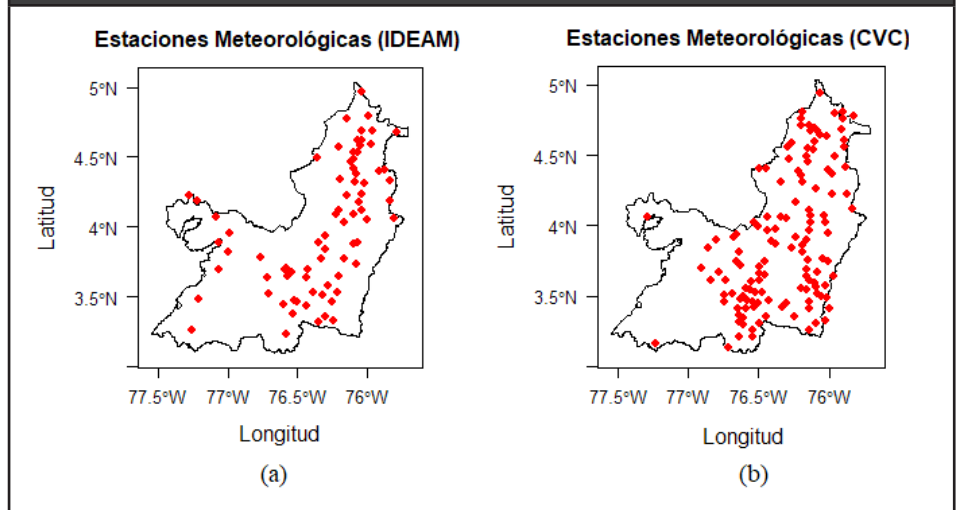 Estaciones Meteorológicas (IDEAM)
5°N
4.5°N
4°N
3.5°N
Latitud
77.5°W 77°W 76.5°W 76°W
Longitud
(a)
Estaciones Meteorológicas (CVC)
5°N
4.5°N
4°N
3.5°N
Latitud
77.5°W 77°W 76.5°W 76°W
Longitud
(b)